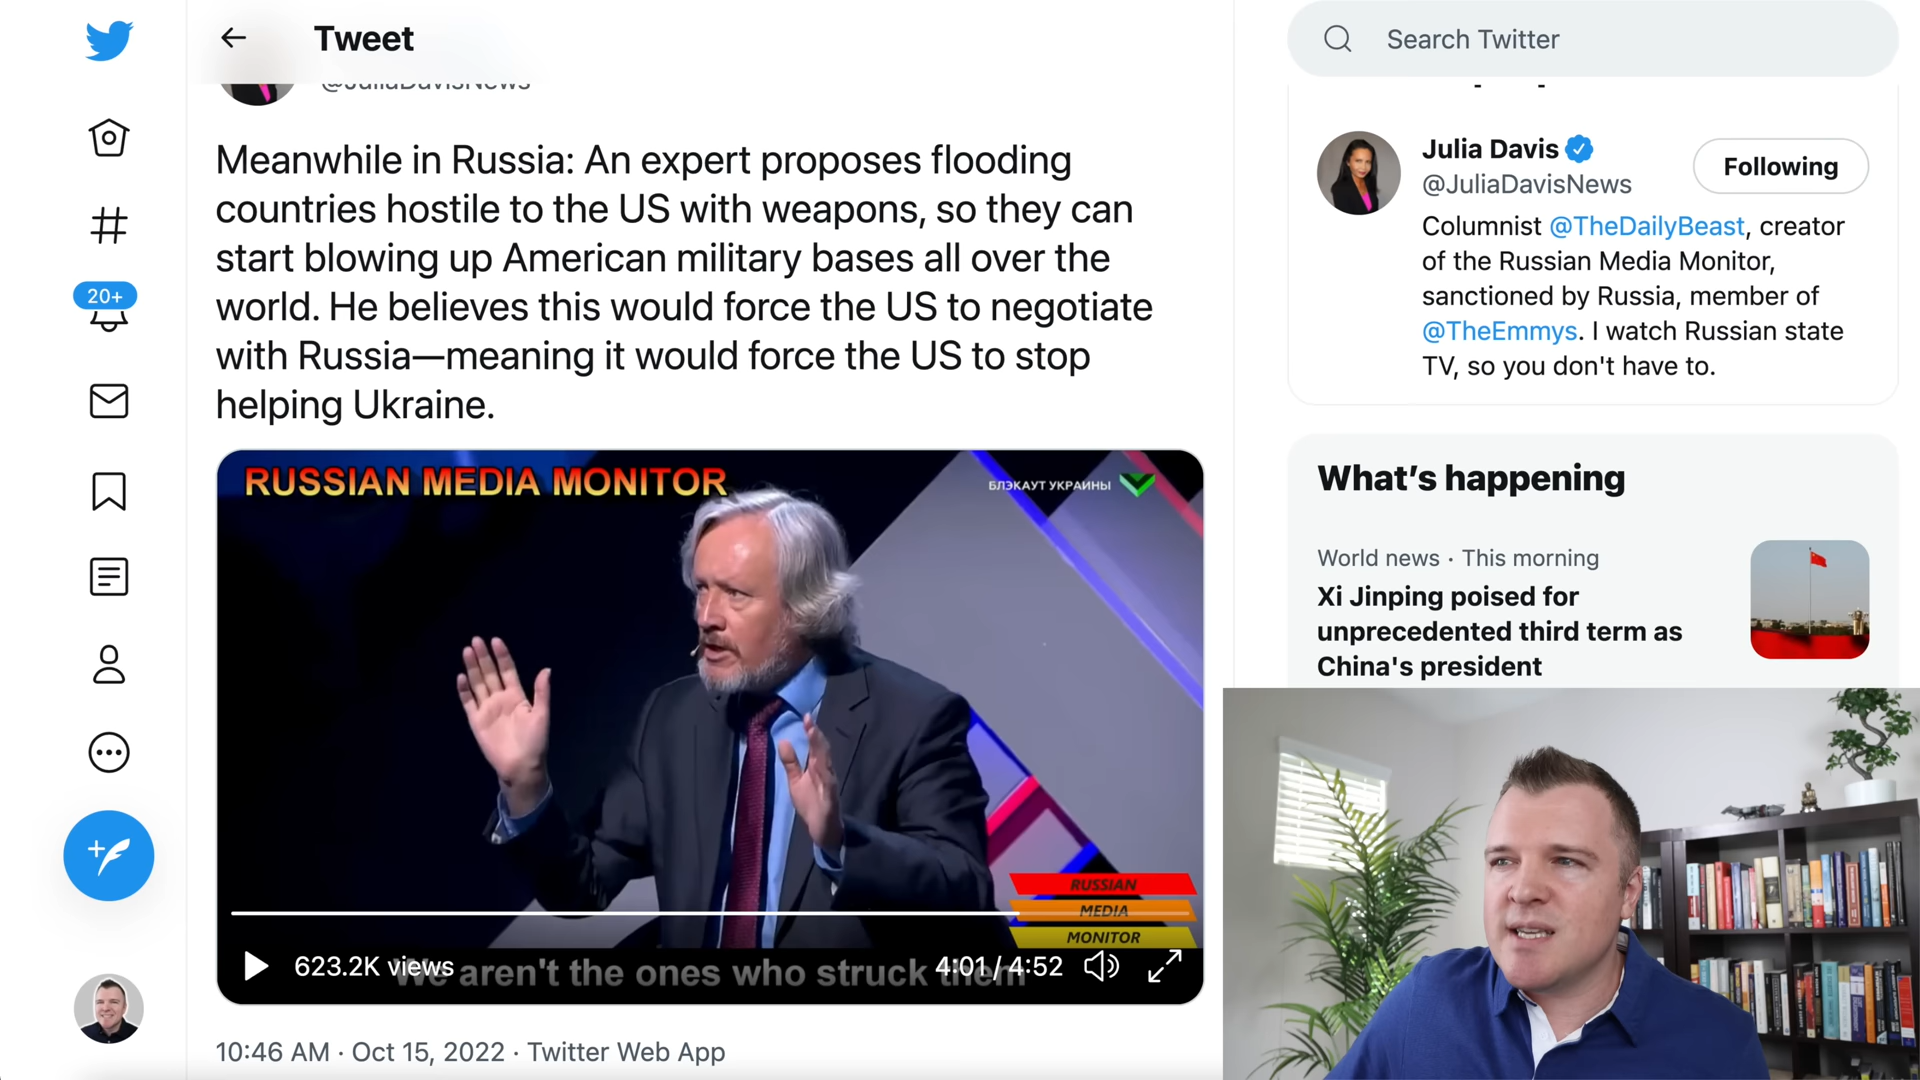 Tweet
Search Twitter
20+
@JuliaDavisNews
Meanwhile in Russia: An expert proposes flooding
countries hostile to the US with weapons, so they can
start blowing up American military bases all over the
world. He believes this would force the US to negotiate
with Russia—meaning it would force the US to stop
helping Ukraine.
RUSSIAN MEDIA MONITOR
БЛЭКАУТ УКРАИНЫ
RUSSIAN
MEDIA
MONITOR
623.2K views
4:01 / 4:52
We aren't the ones who struck them
10:46 AM · Oct 15, 2022 · Twitter Web App
Julia Davis
@JuliaDavisNews
Following
Columnist @TheDailyBeast, creator
of the Russian Media Monitor,
sanctioned by Russia, member of
@TheEmmys. I watch Russian state
TV, so you don't have to.
What's happening
World news · This morning
Xi Jinping poised for
unprecedented third term as
China's president